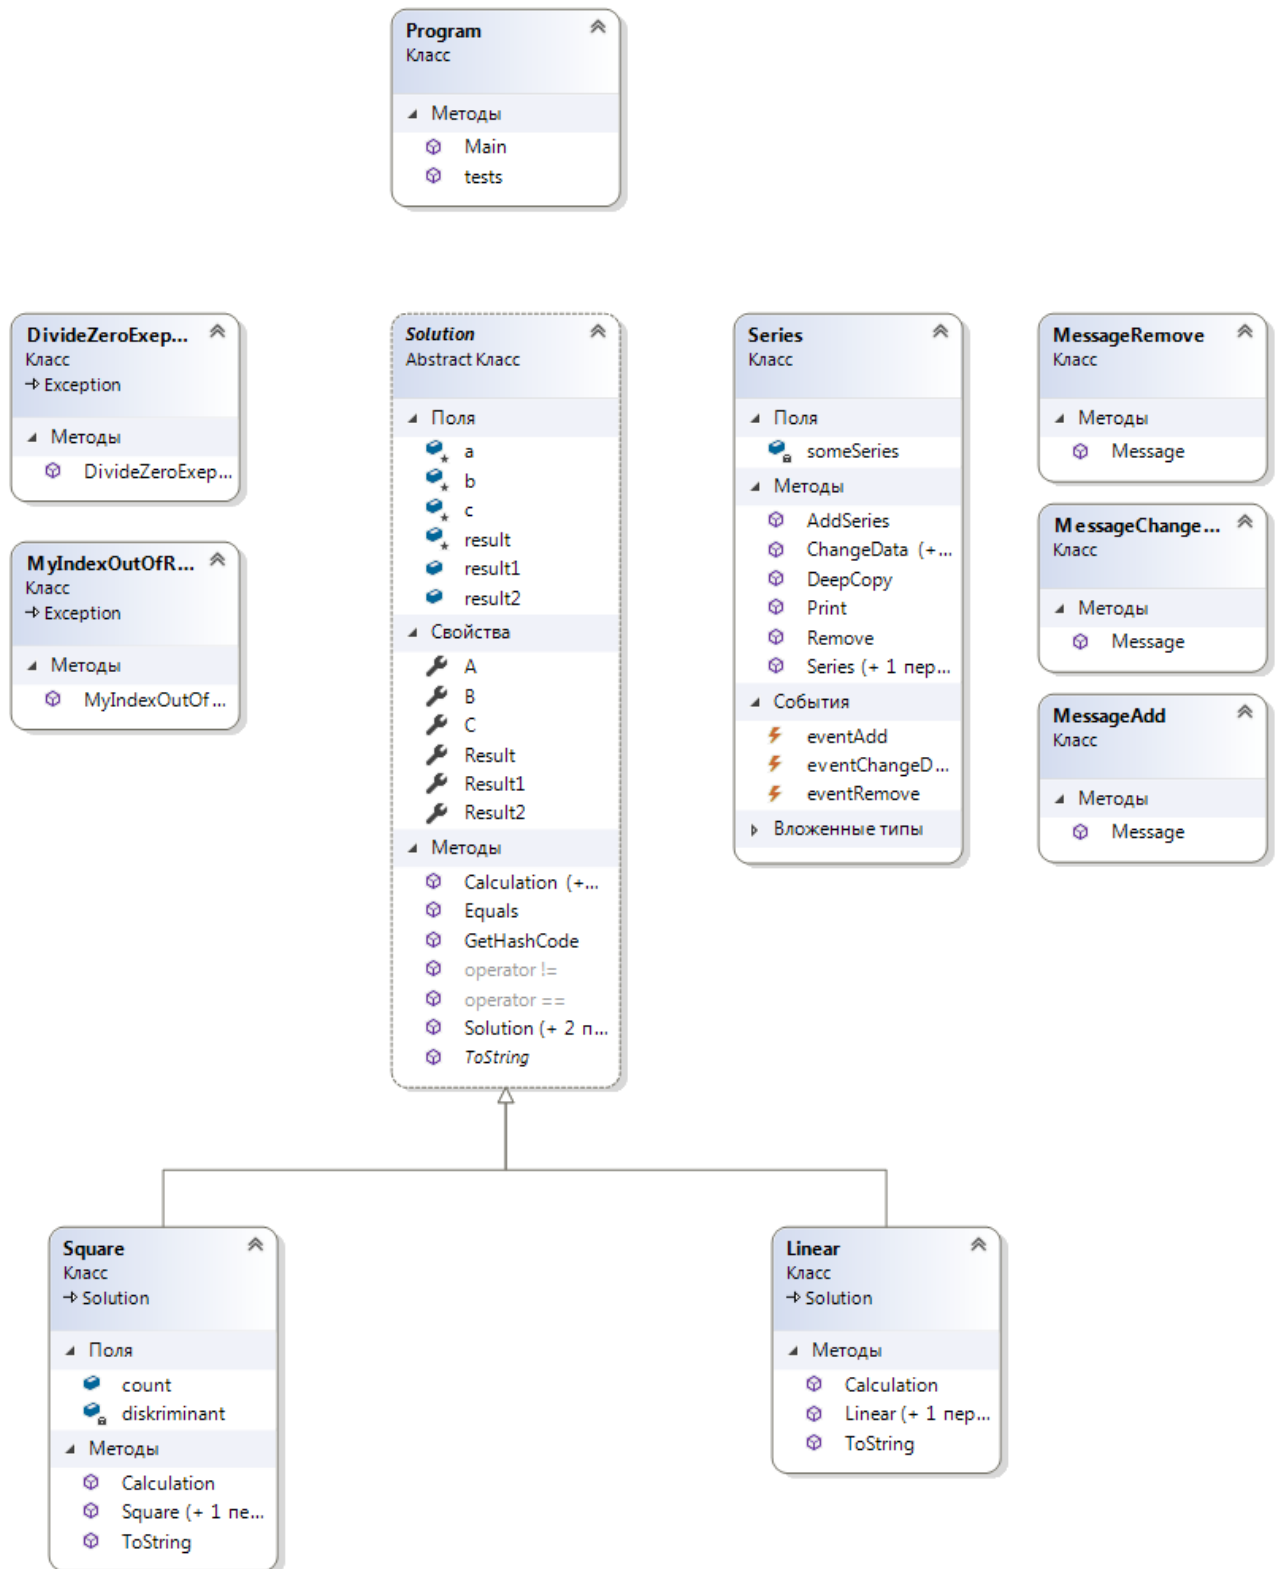 Program
Класс
Методы
Main
tests
DivideZeroExep...
Класс
Exception
Методы
DivideZeroExep...
MyIndexOutOfR...
Класс
Exception
Методы
MyIndexOutOf...
Solution
Abstract Класс
Поля
a
b
c
result
result1
result2
Свойства
A
B
C
Result
Result1
Result2
Методы
Calculation (+...
Equals
GetHashCode
operator !=
operator ==
Solution (+ 2 п...
ToString
Series
Класс
Поля
someSeries
Методы
AddSeries
ChangeData (+...
DeepCopy
Print
Remove
Series (+ 1 пер...
События
eventAdd
eventChangeD...
eventRemove
Вложенные типы
MessageRemove
Класс
Методы
Message
MessageChange...
Класс
Методы
Message
MessageAdd
Класс
Методы
Message
Square
Класс
Solution
Поля
count
diskriminant
Методы
Calculation
Square (+ 1 пе...
ToString
Linear
Класс
Solution
Методы
Calculation
Linear (+ 1 пер...
ToString